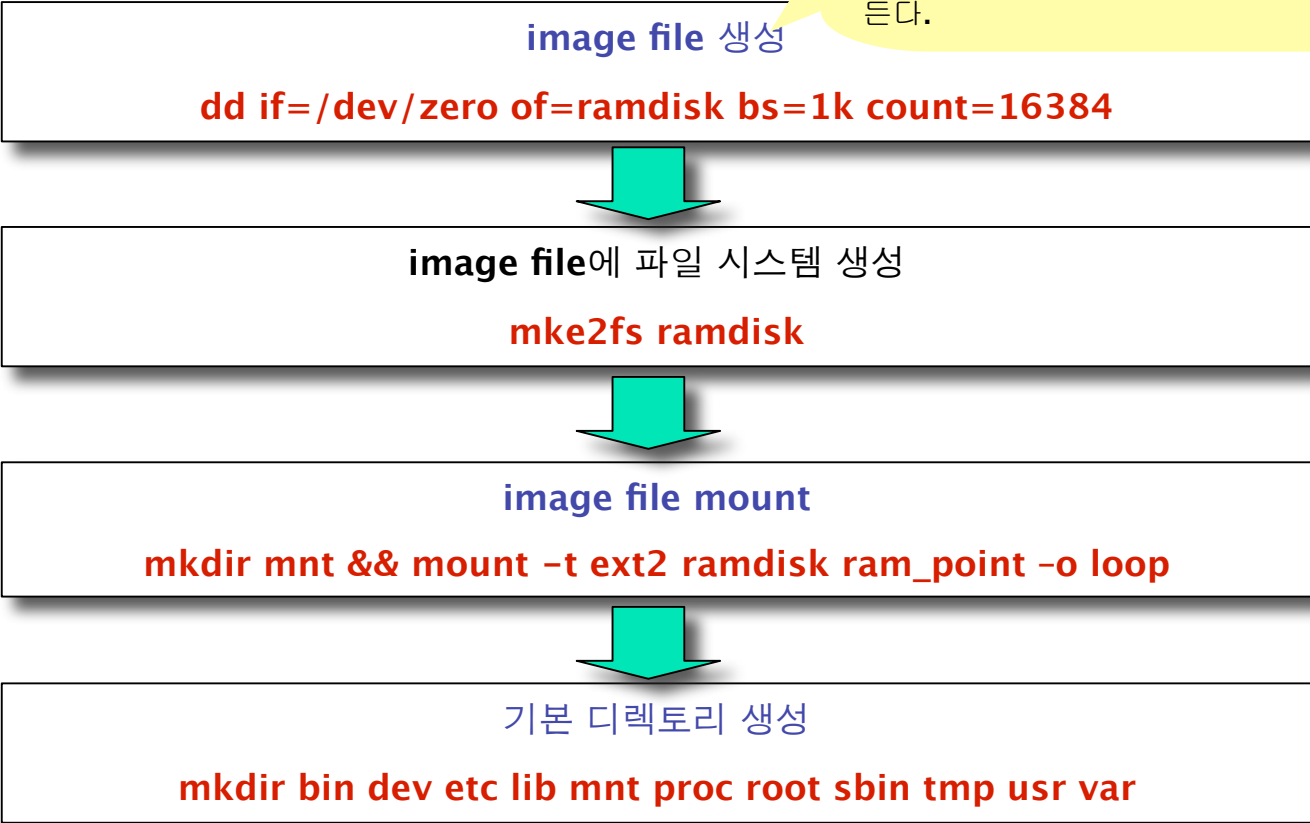 든다.
image file 생성
dd if=/dev/zero of=ramdisk bs=1k count=16384
image file에 파일 시스템 생성
mke2fs ramdisk
image file mount
mkdir mnt && mount -t ext2 ramdisk ram_point -o loop
기본 디렉토리 생성
mkdir bin dev etc lib mnt proc root sbin tmp usr var